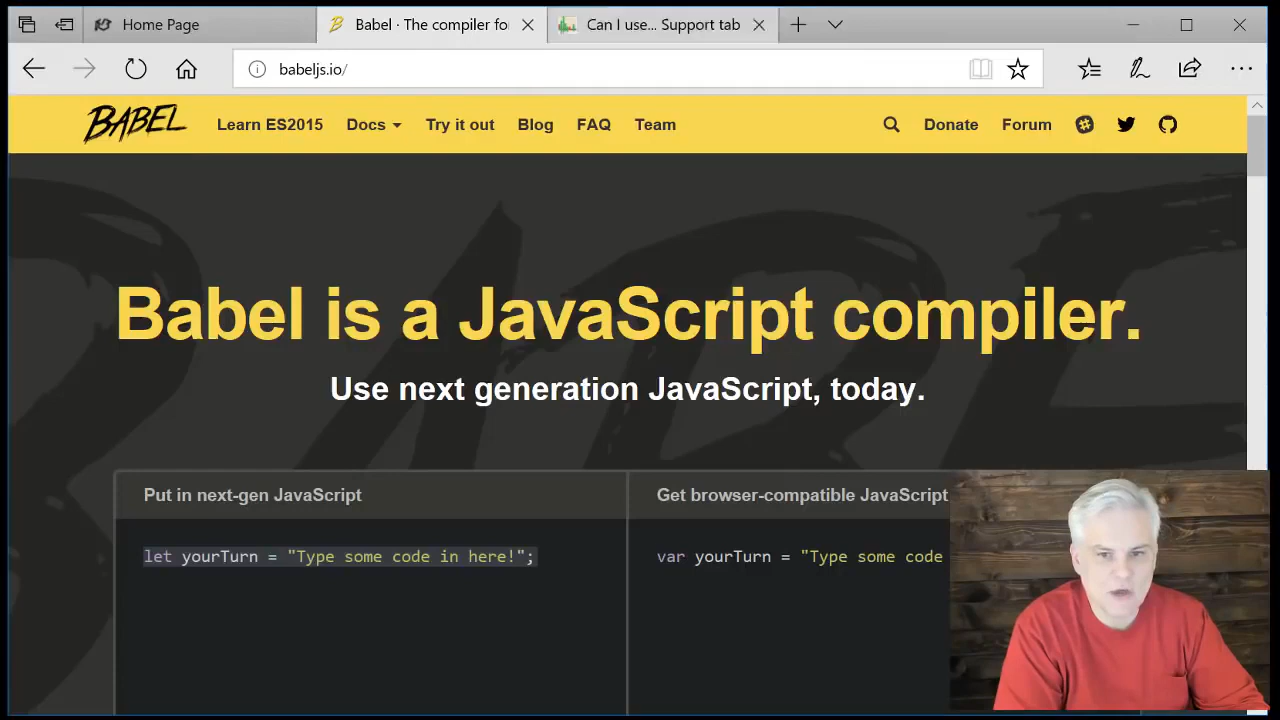 Home Page
Babel · The compiler fo
Can I use... Support tab
babeljs.io/
BABEL
Learn ES2015
Docs
Try it out
Blog
FAQ
Team
Donate
Forum
BABE
Babel is a JavaScript compiler.
Use next generation JavaScript, today.
Put in next-gen JavaScript
Get browser-compatible JavaScript
let yourTurn = "Type some code in here!";
var yourTurn = "Type some code